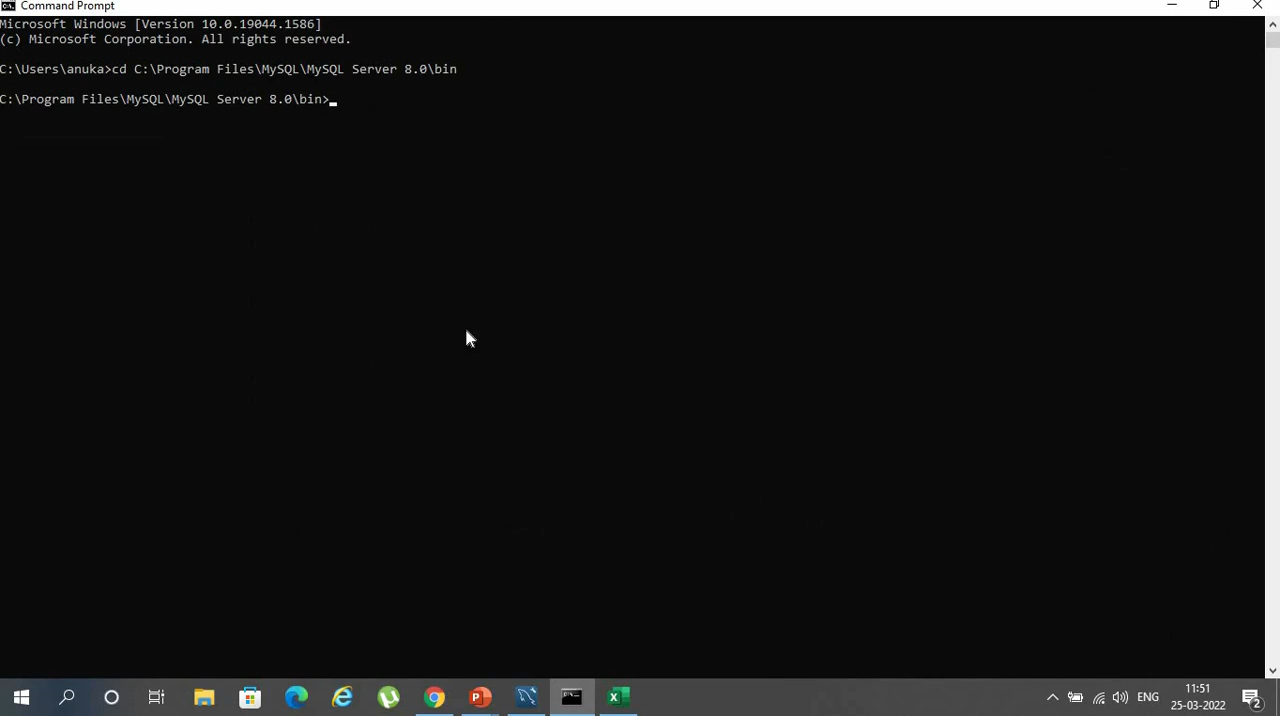 Command Prompt
Microsoft Windows [Version 10.0.19044.1586]
(c) Microsoft Corporation. All rights reserved.
C:\Users\anuka>cd C:\Program Files\MySQL\MySQL Server 8.0\bin
C:\Program Files\MySQL\MySQL Server 8.0\bin>
ENG
11:51
25-03-2022
2